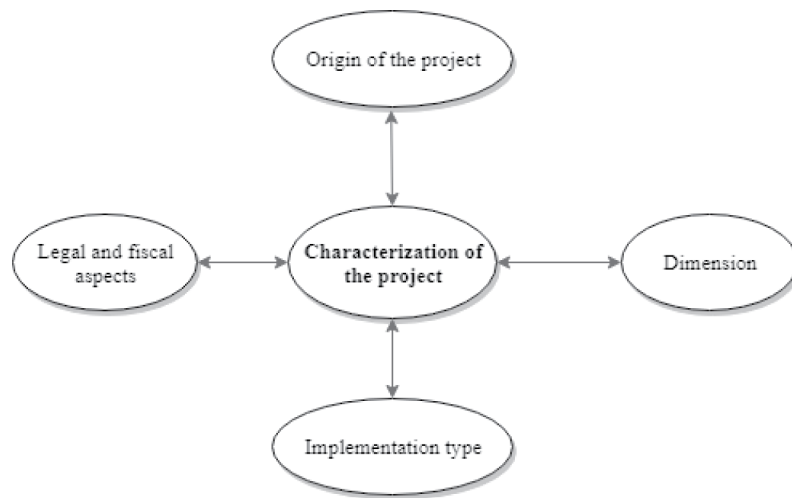 Origin of the project
Legal and fiscal
aspects
Characterization of
the project
Dimension
Implementation type